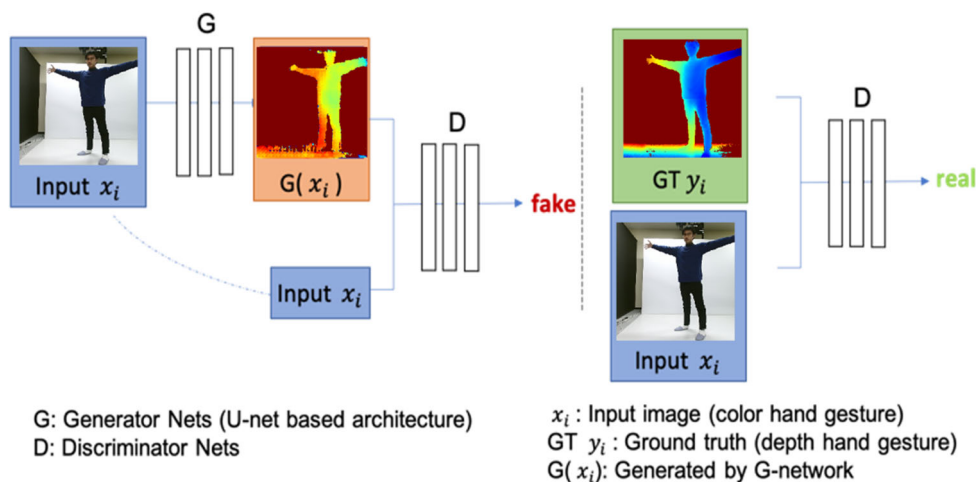 G
Input xᵢ
G( xᵢ )
Input xᵢ
D
fake
GT yᵢ
Input xᵢ
D
real
G: Generator Nets (U-net based architecture)
D: Discriminator Nets
xᵢ : Input image (color hand gesture)
GT yᵢ : Ground truth (depth hand gesture)
G( xᵢ): Generated by G-network